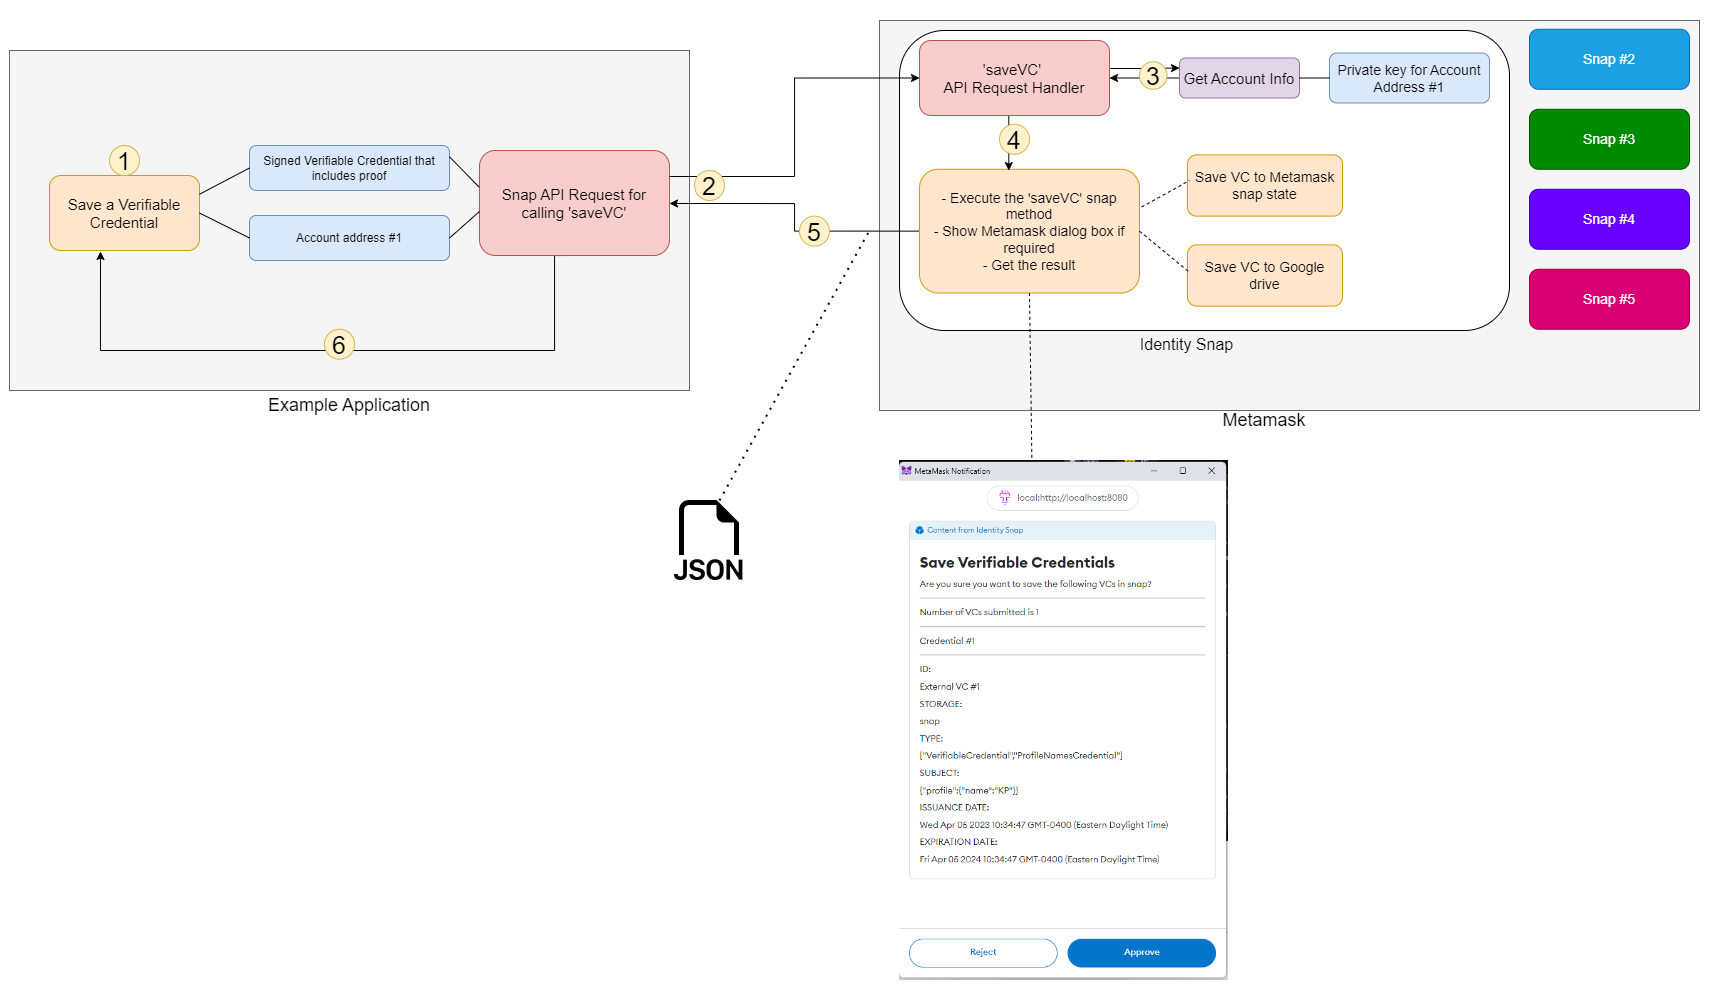 1
Save a Verifiable
Credential
Signed Verifiable Credential that
includes proof
Account address #1
Snap API Request for
calling 'saveVC'
2
5
6
Example Application
'saveVC'
API Request Handler
3
Get Account Info
Private key for Account
Address #1
4
- Execute the 'saveVC' snap
method
- Show Metamask dialog box if
required
- Get the result
Save VC to Metamask
snap state
Save VC to Google
drive
Identity Snap
Snap #2
Snap #3
Snap #4
Snap #5
Metamask
JSON
MetaMask Notification
local:http://localhost:8080
Content from Identity Snap
Save Verifiable Credentials
Are you sure you want to save the following VCs in snap?
Number of VCs submitted is 1
Credential #1
ID:
External VC #1
STORAGE:
snap
TYPE:
["VerifiableCredential","ProfileNamesCredential"]
SUBJECT:
{"profile":{"name":"KP"}}
ISSUANCE DATE:
Wed Apr 05 2023 10:34:47 GMT-0400 (Eastern Daylight Time)
EXPIRATION DATE:
Fri Apr 05 2024 10:34:47 GMT-0400 (Eastern Daylight Time)
Reject
Approve